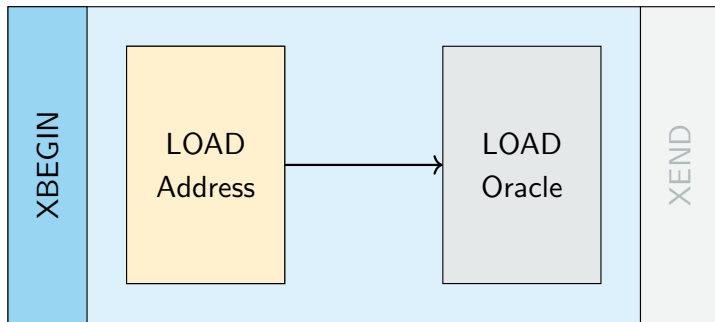 XBEGIN
LOAD
Address
LOAD
Oracle
XEND